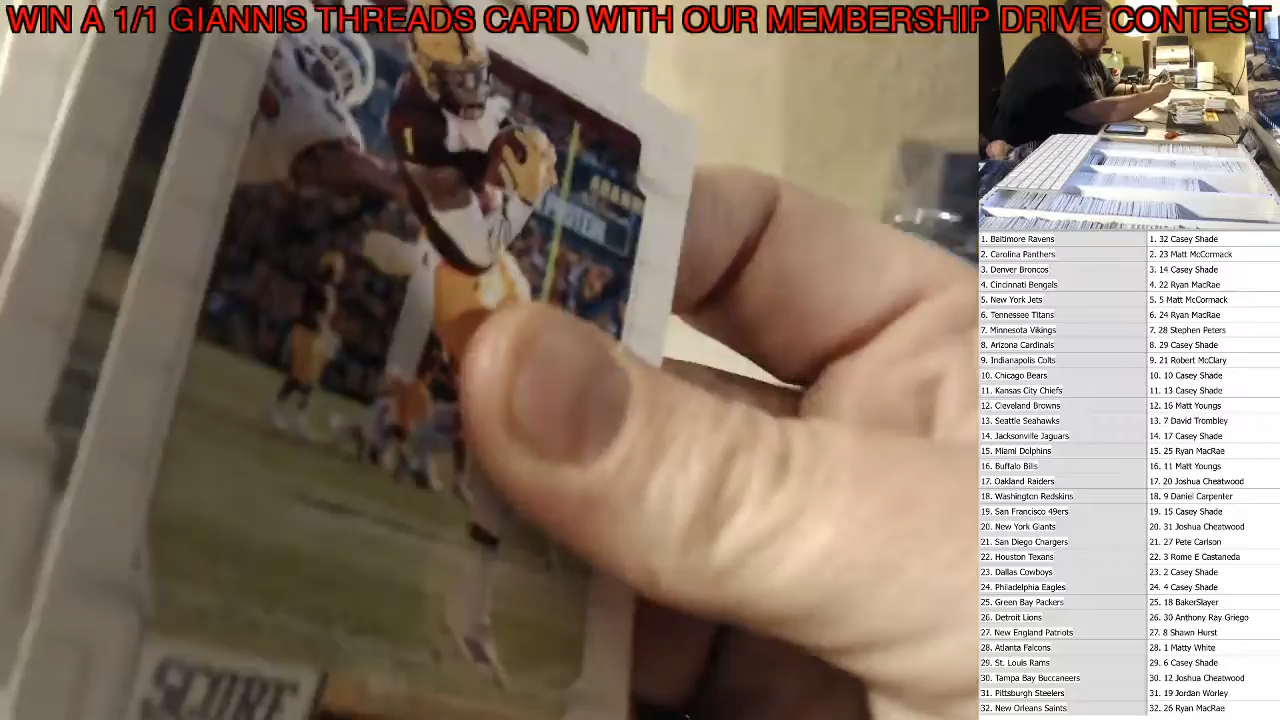 WIN A 1/1 GIANNIS THREADS CARD WITH OUR MEMBERSHIP DRIVE CONTEST
1
SCORE
1. Baltimore Ravens 1. 32 Casey Shade
2. Carolina Panthers 2. 23 Matt McCormack
3. Denver Broncos 3. 14 Casey Shade
4. Cincinnati Bengals 4. 22 Ryan MacRae
5. New York Jets 5. 5 Matt McCormack
6. Tennessee Titans 6. 24 Ryan MacRae
7. Minnesota Vikings 7. 28 Stephen Peters
8. Arizona Cardinals 8. 29 Casey Shade
9. Indianapolis Colts 9. 21 Robert McClary
10. Chicago Bears 10. 10 Casey Shade
11. Kansas City Chiefs 11. 13 Casey Shade
12. Cleveland Browns 12. 16 Matt Youngs
13. Seattle Seahawks 13. 7 David Trombley
14. Jacksonville Jaguars 14. 17 Casey Shade
15. Miami Dolphins 15. 25 Ryan MacRae
16. Buffalo Bills 16. 11 Matt Youngs
17. Oakland Raiders 17. 20 Joshua Cheatwood
18. Washington Redskins 18. 9 Daniel Carpenter
19. San Francisco 49ers 19. 15 Casey Shade
20. New York Giants 20. 31 Joshua Cheatwood
21. San Diego Chargers 21. 27 Pete Carlson
22. Houston Texans 22. 3 Rome E Castaneda
23. Dallas Cowboys 23. 2 Casey Shade
24. Philadelphia Eagles 24. 4 Casey Shade
25. Green Bay Packers 25. 18 BakerSlayer
26. Detroit Lions 26. 30 Anthony Ray Griego
27. New England Patriots 27. 8 Shawn Hurst
28. Atlanta Falcons 28. 1 Matty White
29. St. Louis Rams 29. 6 Casey Shade
30. Tampa Bay Buccaneers 30. 12 Joshua Cheatwood
31. Pittsburgh Steelers 31. 19 Jordan Worley
32. New Orleans Saints 32. 26 Ryan MacRae